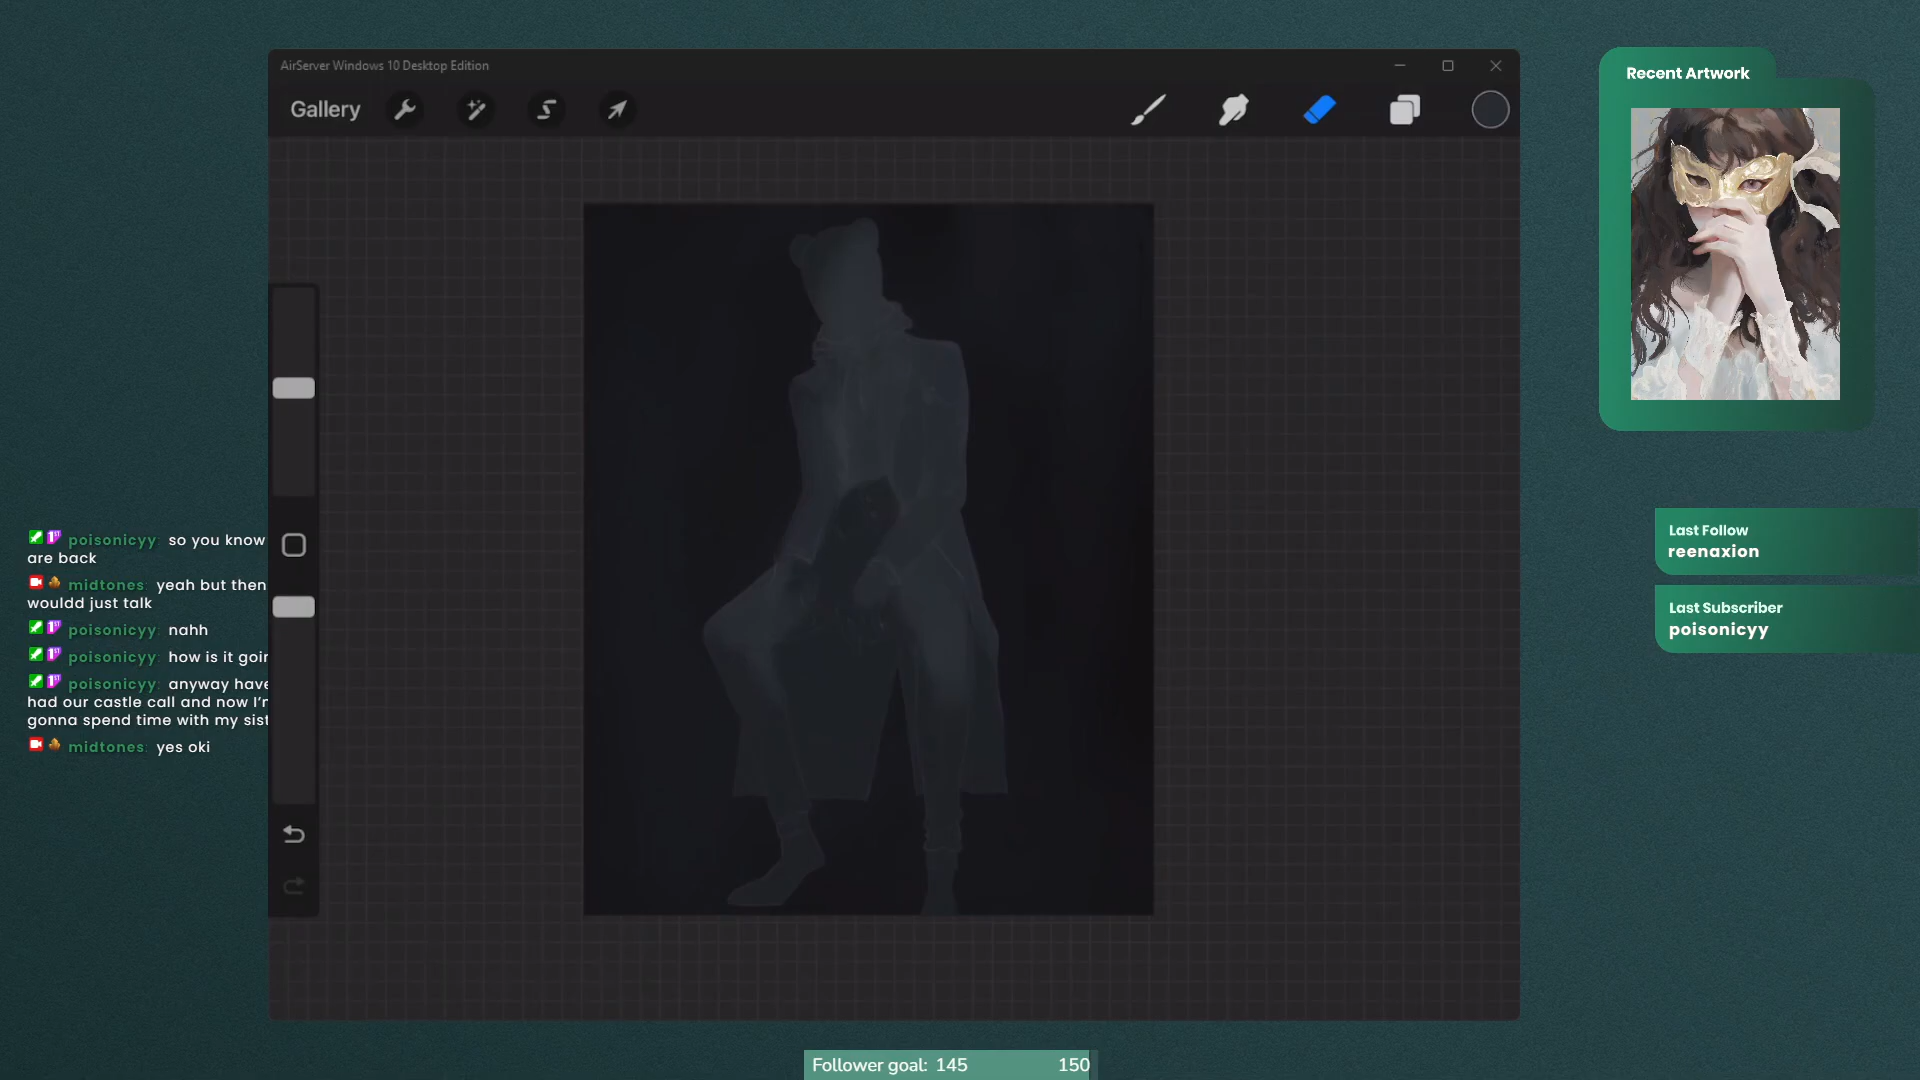 AirServer Windows 10 Desktop Edition
Gallery
Recent Artwork
poisonicyy: so you know
are back
midtones: yeah but then
wouldd just talk
poisonicyy: nahh
poisonicyy: how is it goin
poisonicyy: anyway have
had our castle call and now I'm
gonna spend time with my sist
midtones: yes oki
Last Follow
reenaxion
Last Subscriber
poisonicyy
Follower goal: 145 150